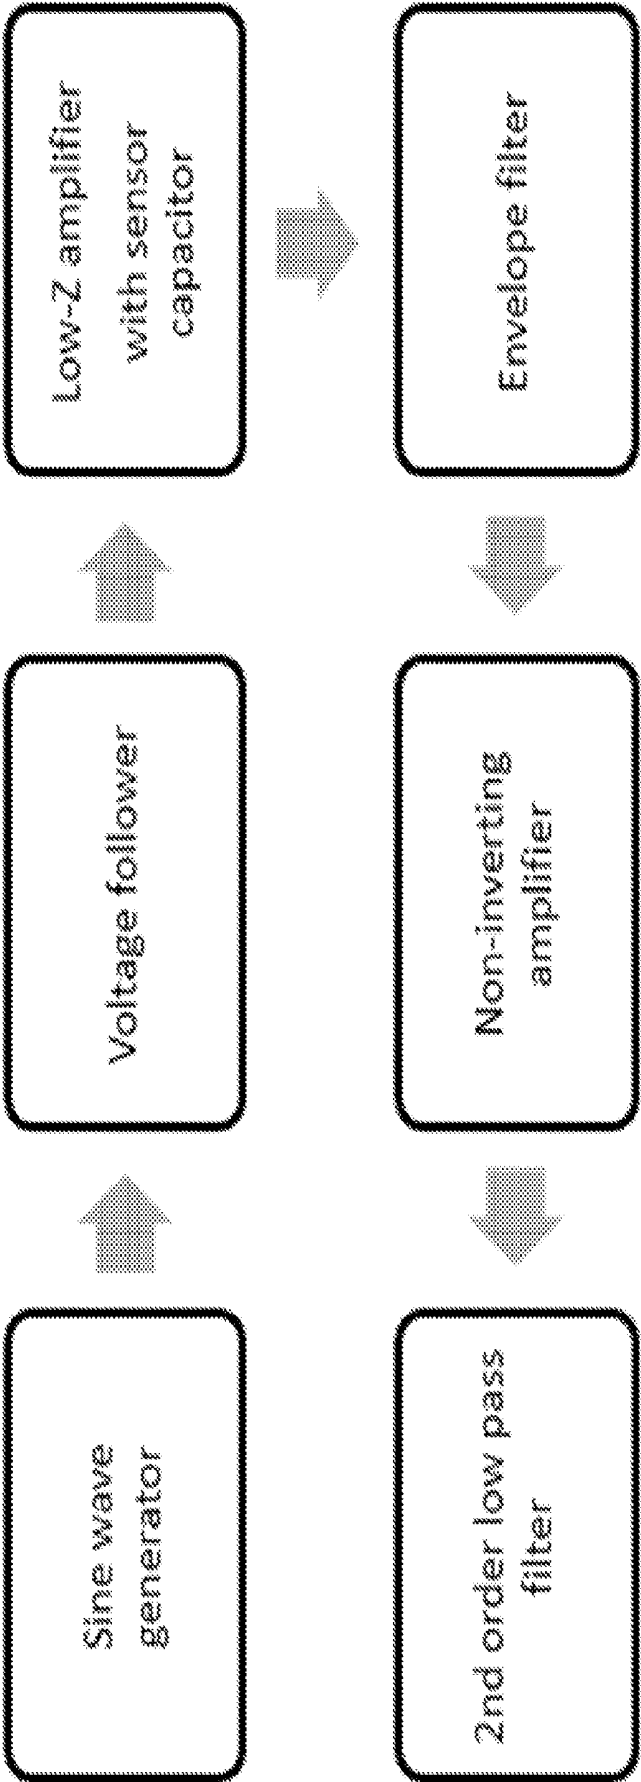 Sine wave
generator
Voltage follower
Low-Z amplifier
with sensor
capacitor
Envelope filter
Non-inverting
amplifier
2nd order low pass
filter